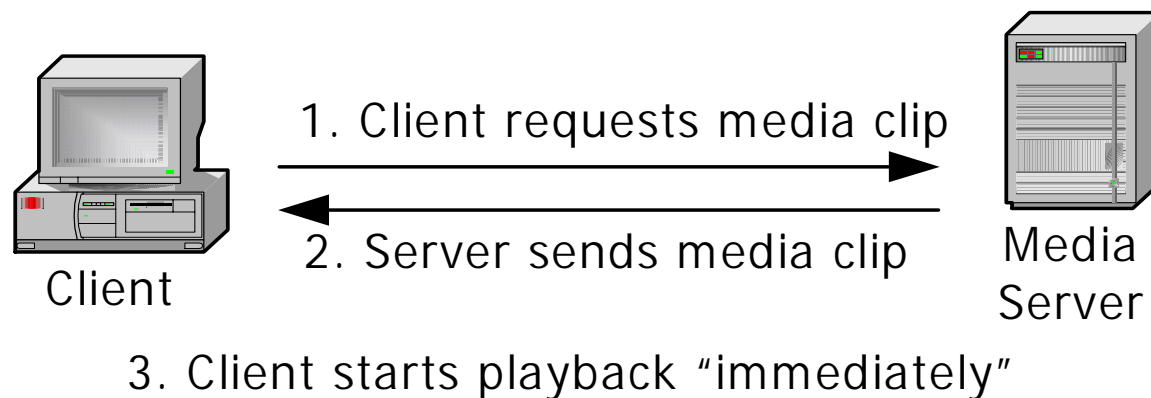 1. Client requests media clip
2. Server sends media clip
Client
Media
Server
3. Client starts playback “immediately”